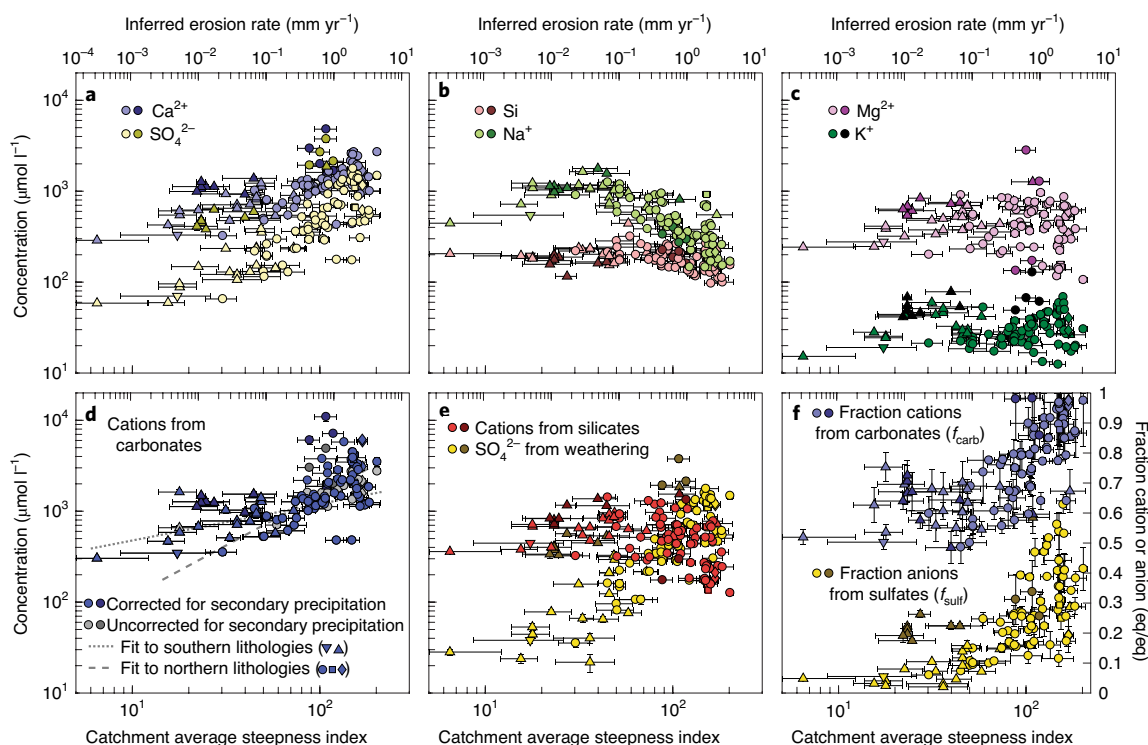 Inferred erosion rate (mm yr⁻¹) Inferred erosion rate (mm yr⁻¹) Inferred erosion rate (mm yr⁻¹)
10⁻⁴ 10⁻³ 10⁻² 10⁻¹ 10⁰ 10¹ 10⁻³ 10⁻² 10⁻¹ 10⁰ 10¹ 10⁻³ 10⁻² 10⁻¹ 10⁰ 10¹
a b c
Ca²⁺ Si Mg²⁺
SO₄²⁻ Na⁺ K⁺
Concentration (μmol l⁻¹)
10⁴
10³
10²
10¹
d e f
Cations from
carbonates
Cations from silicates
SO₄²⁻ from weathering
Fraction cations
from carbonates (f_carb)
Fraction anions
from sulfates (f_sulf)
Concentration (μmol l⁻¹)
10⁴
10³
10²
10¹
Corrected for secondary precipitation
Uncorrected for secondary precipitation
Fit to southern lithologies (▼▲)
Fit to northern lithologies (●■♦)
1
0.9
0.8
0.7
0.6
0.5
0.4
0.3
0.2
0.1
0
Fraction cation or anion (eq/eq)
10¹ 10² 10¹ 10² 10¹ 10²
Catchment average steepness index Catchment average steepness index Catchment average steepness index